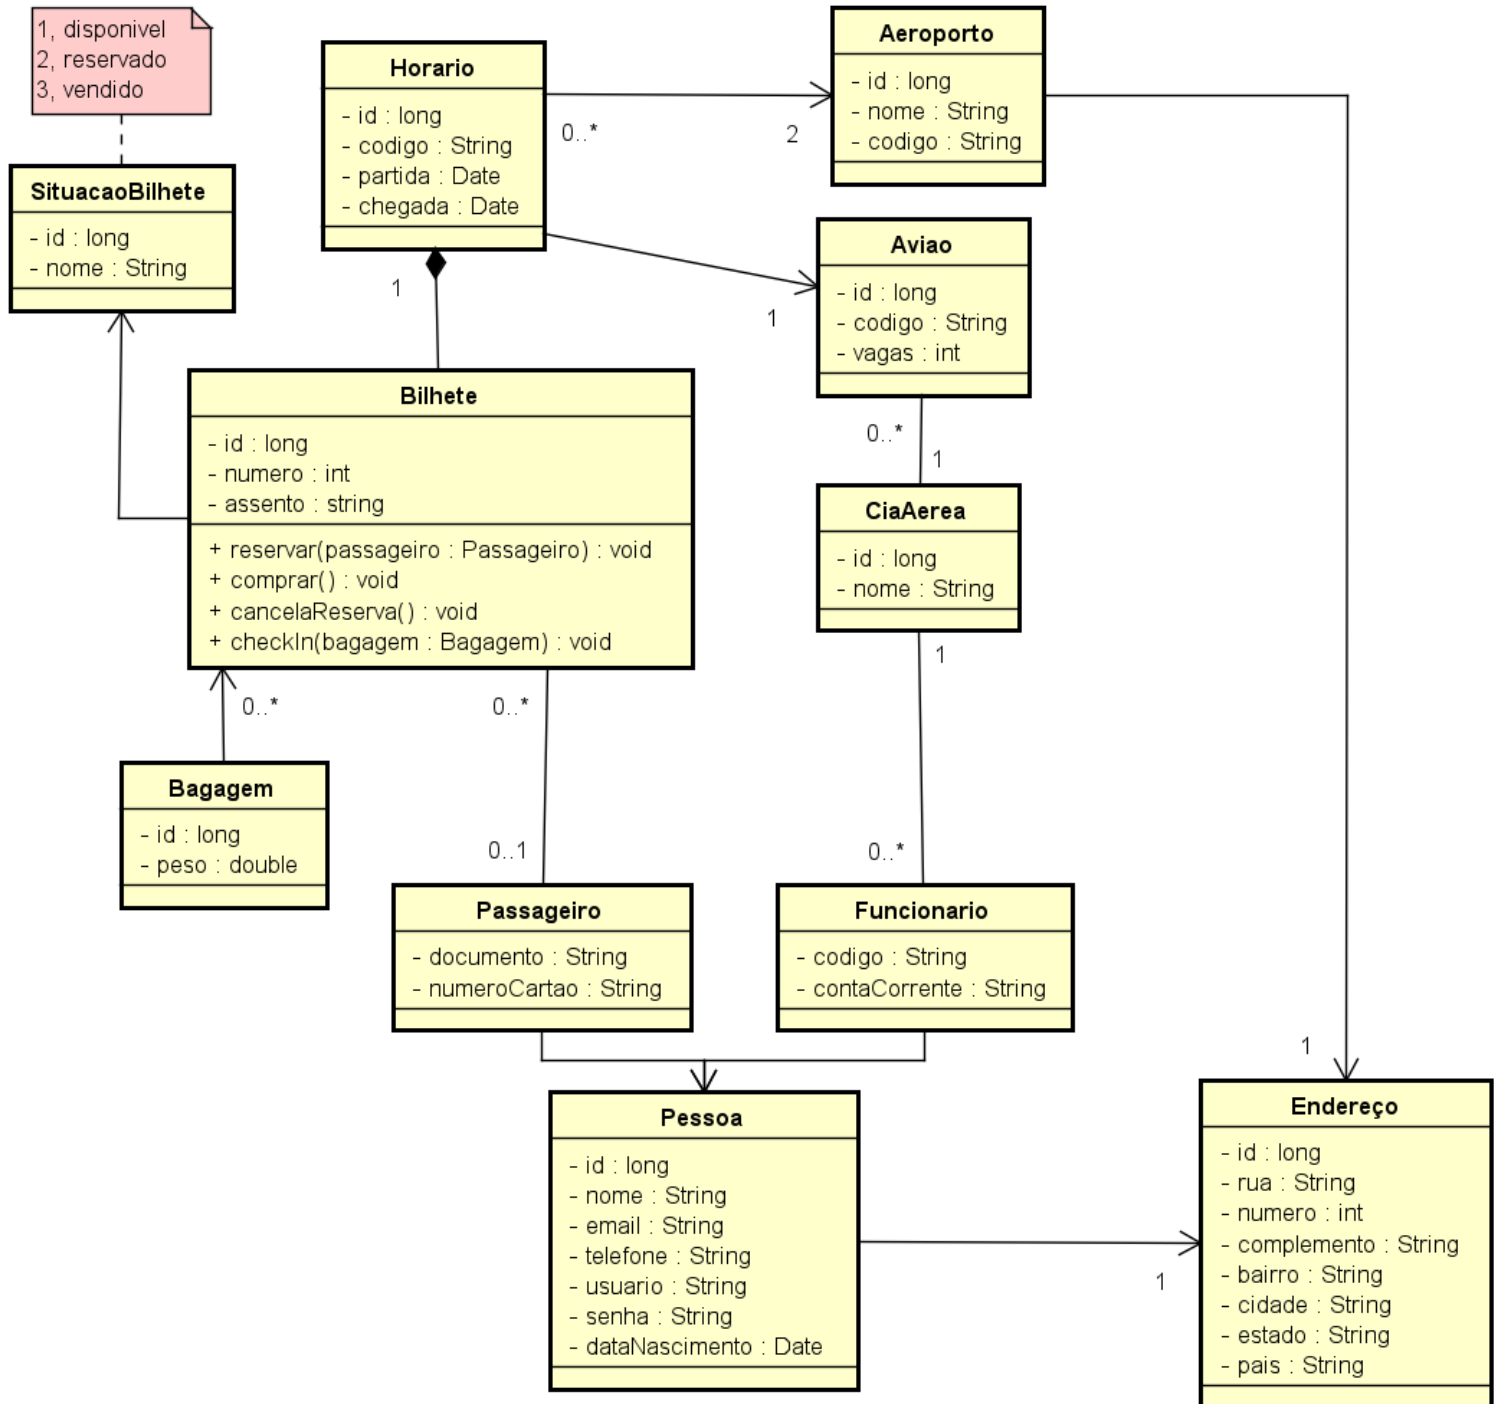 1, disponivel
2, reservado
3, vendido
SituacaoBilhete
- id : long
- nome : String
Horario
- id : long
- codigo : String
- partida : Date
- chegada : Date
0..*
2
Aeroporto
- id : long
- nome : String
- codigo : String
1
1
Aviao
- id : long
- codigo : String
- vagas : int
0..*
1
Bilhete
- id : long
- numero : int
- assento : string
+ reservar(passageiro : Passageiro) : void
+ comprar() : void
+ cancelaReserva() : void
+ checkIn(bagagem : Bagagem) : void
CiaAerea
- id : long
- nome : String
1
0..*
0..*
0..*
0..1
Bagagem
- id : long
- peso : double
Passageiro
- documento : String
- numeroCartao : String
Funcionario
- codigo : String
- contaCorrente : String
Pessoa
- id : long
- nome : String
- email : String
- telefone : String
- usuario : String
- senha : String
- dataNascimento : Date
1
1
Endereço
- id : long
- rua : String
- numero : int
- complemento : String
- bairro : String
- cidade : String
- estado : String
- pais : String